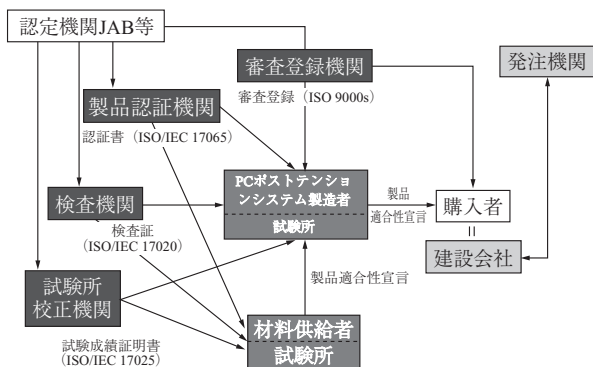 認定機関JAB等
審査登録機関
審査登録（ISO 9000s）
発注機関
製品認証機関
認証書（ISO/IEC 17065）
PCポストテンショ
ンシステム製造者
試験所
製品
適合性宣言
購入者
=
建設会社
検査機関
検査証
（ISO/IEC 17020）
製品適合性宣言
試験所
校正機関
材料供給者
試験所
試験成績証明書
（ISO/IEC 17025）